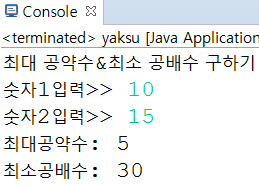 Console
<terminated> yaksu [Java Application
최대 공약수&최소 공배수 구하기
숫자1입력>> 10
숫자2입력>> 15
최대공약수: 5
최소공배수: 30